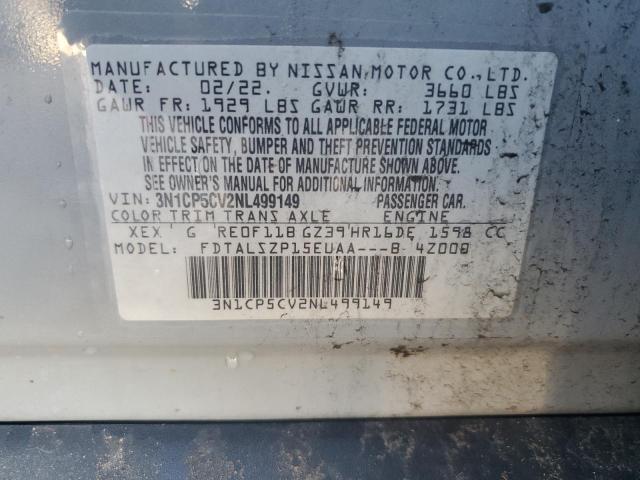 MANUFACTURED BY NISSAN MOTOR CO., LTD.
DATE: 02/22. GVWR: 3660 LBS
GAWR FR: 1929 LBS GAWR RR: 1731 LBS
THIS VEHICLE CONFORMS TO ALL APPLICABLE FEDERAL MOTOR
VEHICLE SAFETY, BUMPER AND THEFT PREVENTION STANDARDS
IN EFFECT ON THE DATE OF MANUFACTURE SHOWN ABOVE.
SEE OWNER'S MANUAL FOR ADDITIONAL INFORMATION.
VIN: 3N1CP5CV2NL499149 PASSENGER CAR.
COLOR TRIM TRANS AXLE ENGINE
XEX G RE0F11B GZ39 HR16DE 1598 CC
MODEL: FDTALSZP15EUAA---B 4Z008
3N1CP5CV2NL499149